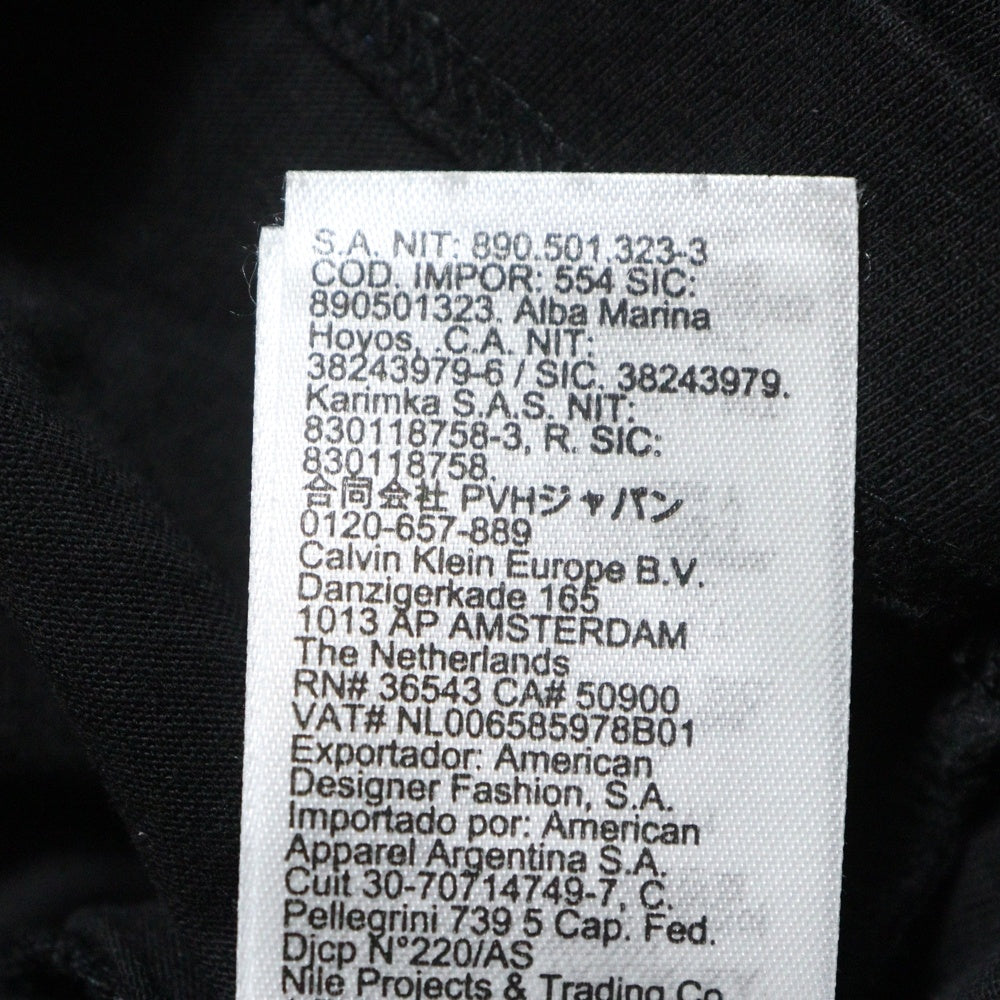 S.A. NIT: 890.501.323-3
COD. IMPOR: 554 SIC:
890501323. Alba Marina
Hoyos, .C.A. NIT:
38243979-6 / SIC. 38243979.
Karimka S.A.S. NIT:
830118758-3, R. SIC:
830118758.
合同会社 PVHジャパン
0120-657-889
Calvin Klein Europe B.V.
Danzigerkade 165
1013 AP AMSTERDAM
The Netherlands
RN# 36543 CA# 50900
VAT# NL006585978B01
Exportador: American
Designer Fashion, S.A.
Importado por: American
Apparel Argentina S.A.
Cuit 30-70714749-7, C.
Pellegrini 739 5 Cap. Fed.
Djcp N°220/AS
Nile Projects & Trading Co